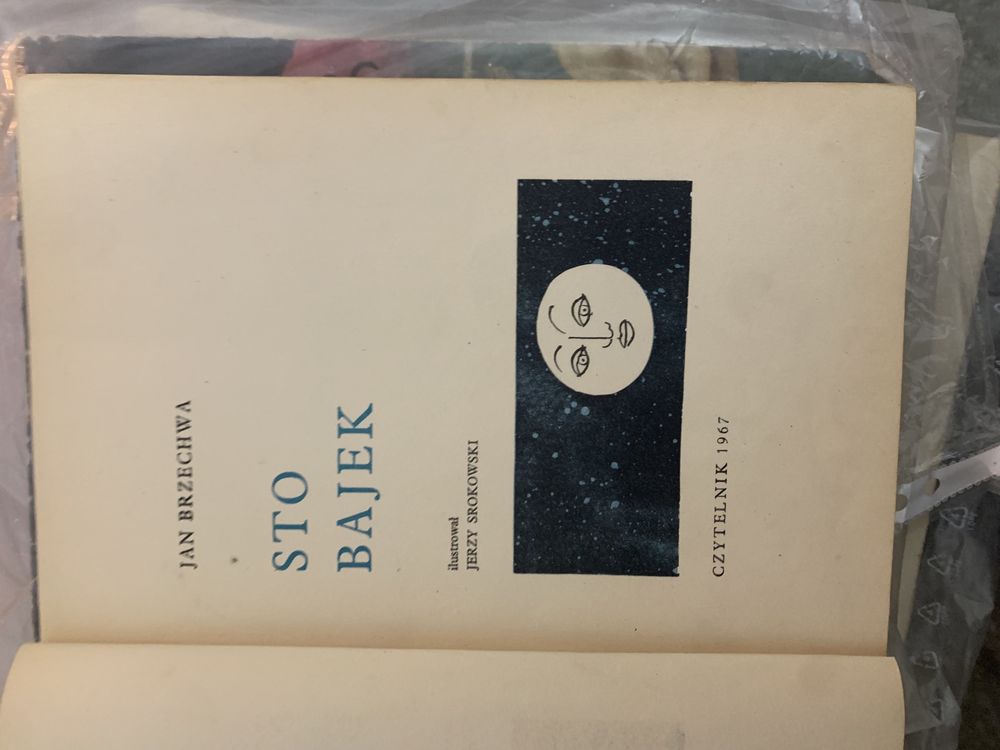 JAN BRZECHWA
STO
BAJEK
ilustrował
JERZY SROKOWSKI
CZYTELNIK 1967